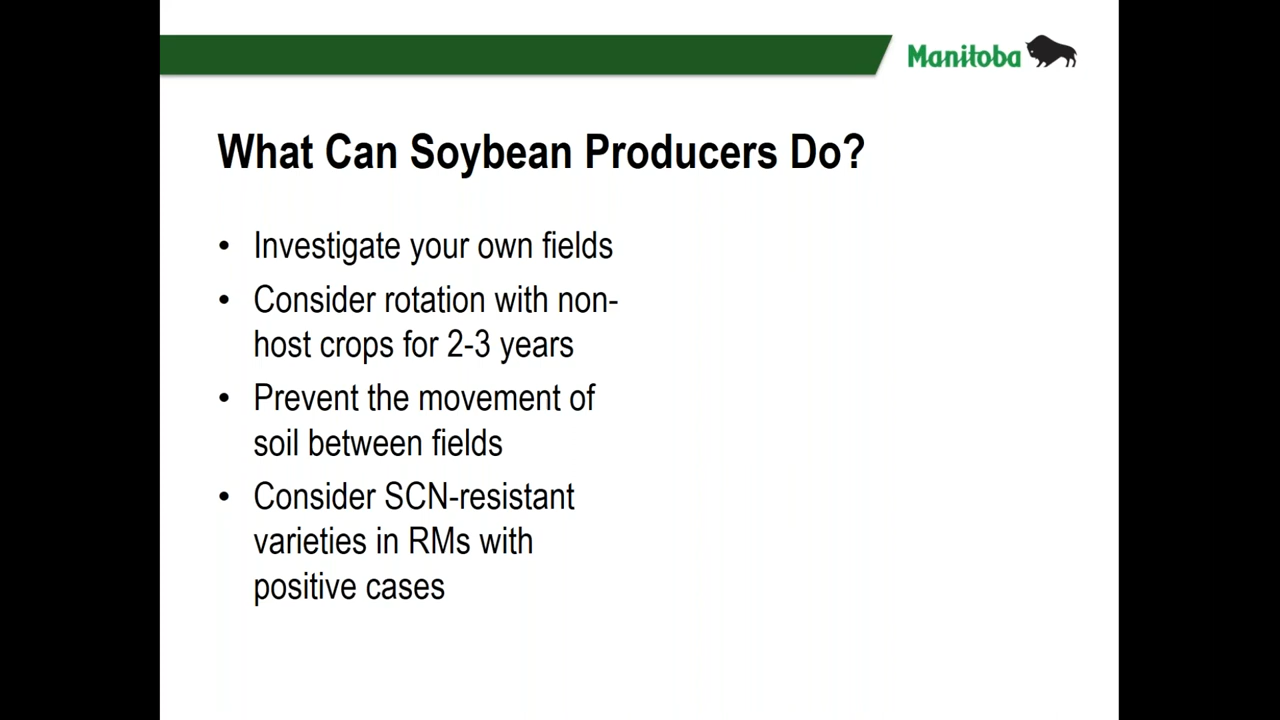 Manitoba
What Can Soybean Producers Do?
• Investigate your own fields
• Consider rotation with non-
host crops for 2-3 years
• Prevent the movement of
soil between fields
• Consider SCN-resistant
varieties in RMs with
positive cases